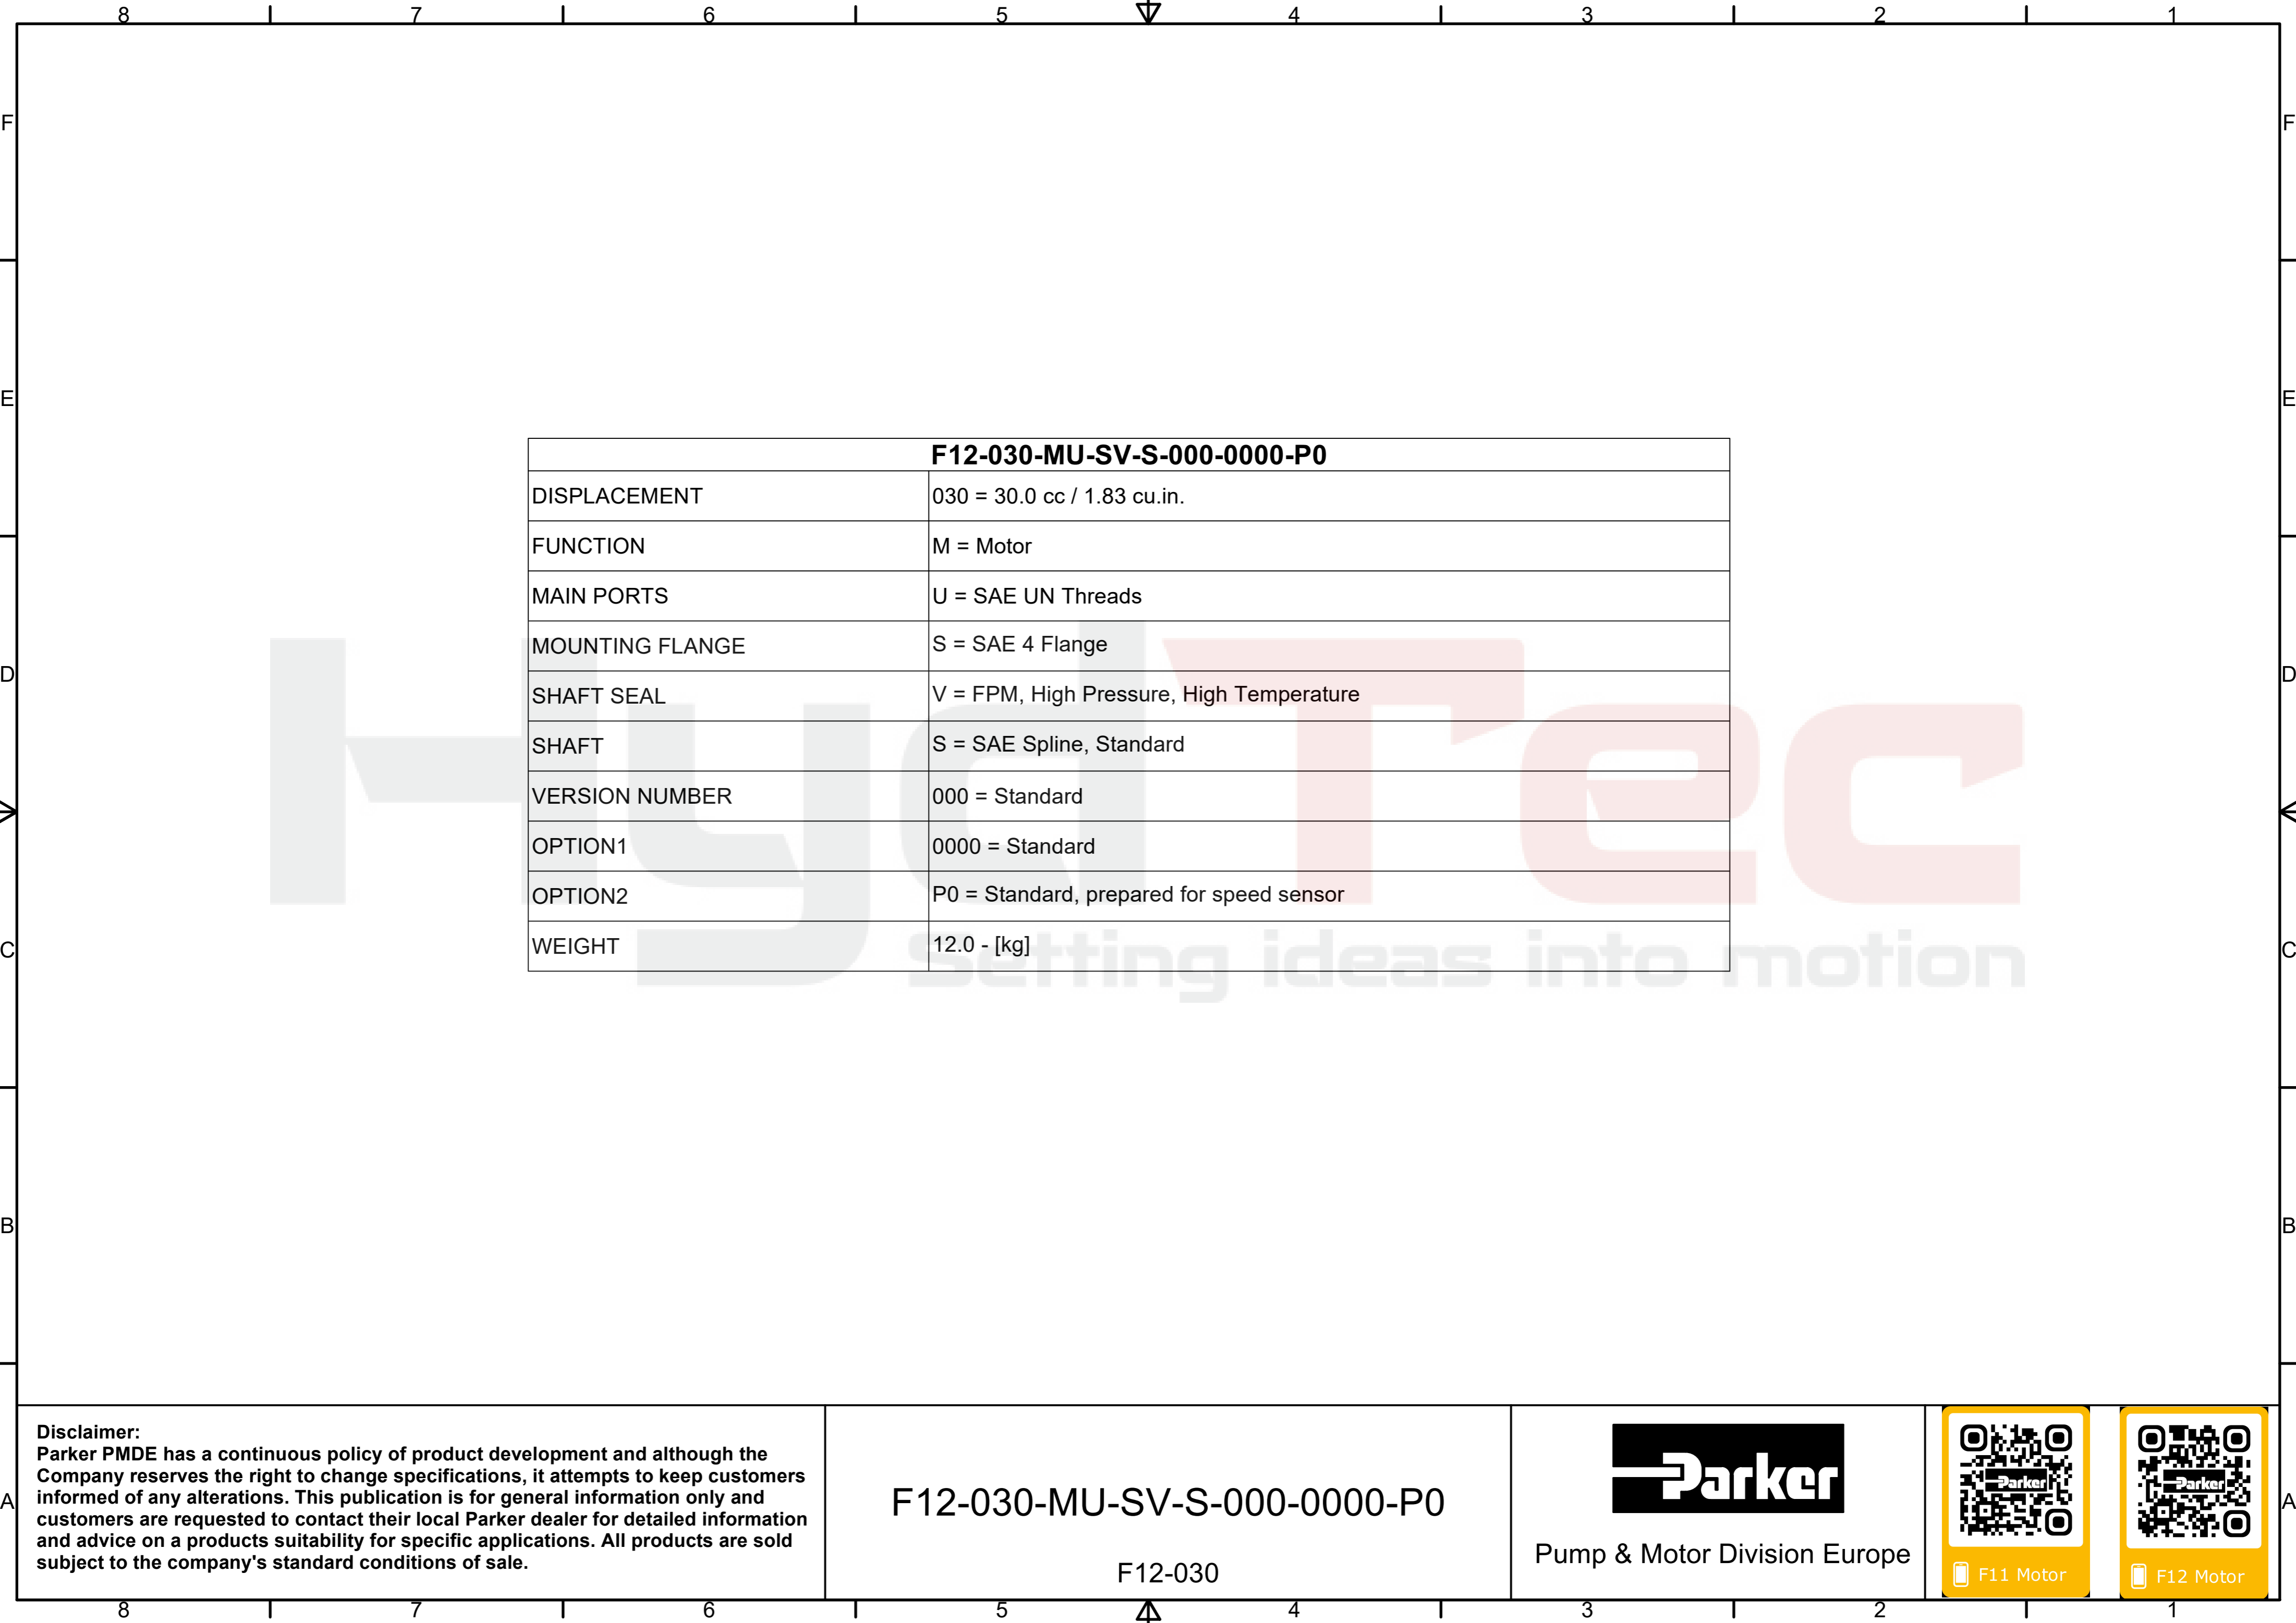 8 7 6 5 4 3 2 1
F F
E E
F12-030-MU-SV-S-000-0000-P0
DISPLACEMENT 030 = 30.0 cc / 1.83 cu.in.
FUNCTION M = Motor
MAIN PORTS U = SAE UN Threads
MOUNTING FLANGE S = SAE 4 Flange
D D
SHAFT SEAL V = FPM, High Pressure, High Temperature
SHAFT S = SAE Spline, Standard
VERSION NUMBER 000 = Standard
OPTION1 0000 = Standard
OPTION2 P0 = Standard, prepared for speed sensor
WEIGHT 12.0 - [kg]
HydTec
Setting ideas into motion
C C
B B
Disclaimer:
Parker PMDE has a continuous policy of product development and although the
Company reserves the right to change specifications, it attempts to keep customers
informed of any alterations. This publication is for general information only and
customers are requested to contact their local Parker dealer for detailed information
and advice on a products suitability for specific applications. All products are sold
subject to the company's standard conditions of sale.
A A
F12-030-MU-SV-S-000-0000-P0
F12-030
Parker
Pump & Motor Division Europe
Parker
F11 Motor
Parker
F12 Motor
8 7 6 5 4 3 2 1